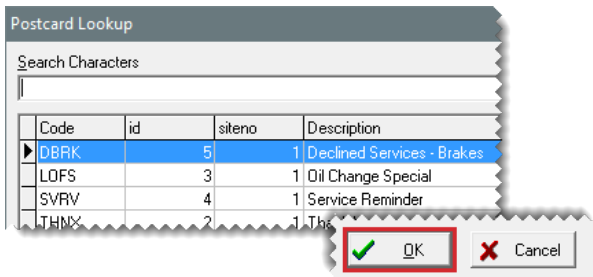 Postcard Lookup
Search Characters
Code id siteno Description
DBRK 5 1 Declined Services - Brakes
LOFS 3 1 Oil Change Special
SVRV 4 1 Service Reminder
THNX 2 1
OK Cancel